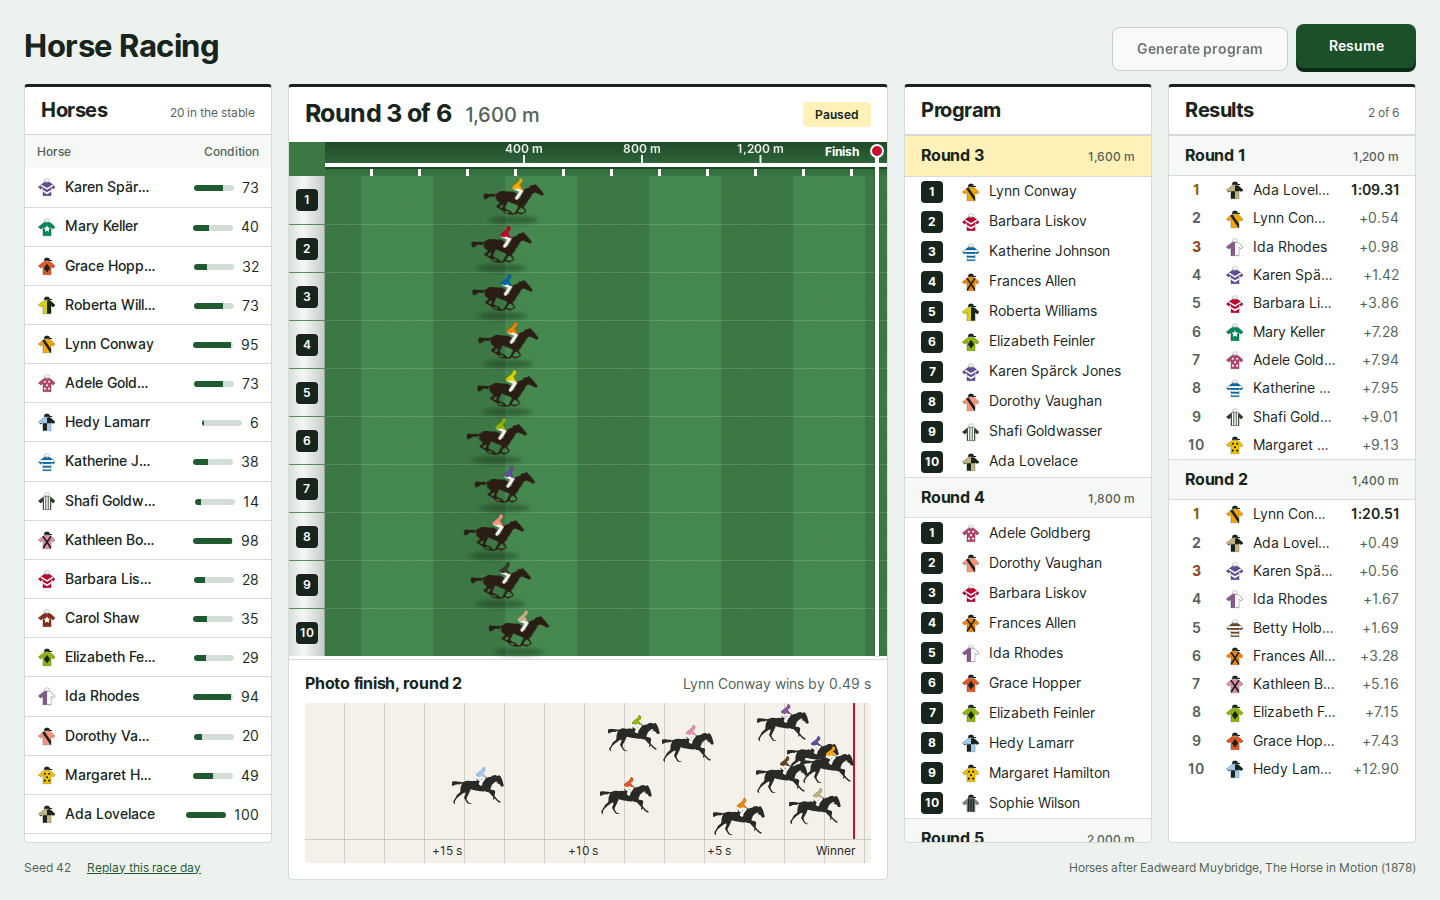 Horse Racing
Generate program
Resume
Horses
20 in the stable
Horse Condition
Karen Spär... 73
Mary Keller 40
Grace Hopp... 32
Roberta Will... 73
Lynn Conway 95
Adele Gold... 73
Hedy Lamarr 6
Katherine J... 38
Shafi Goldw... 14
Kathleen Bo... 98
Barbara Lis... 28
Carol Shaw 35
Elizabeth Fe... 29
Ida Rhodes 94
Dorothy Va... 20
Margaret H... 49
Ada Lovelace 100
Seed 42 Replay this race day
Round 3 of 6 1,600 m
Paused
400 m 800 m 1,200 m Finish
1
2
3
4
5
6
7
8
9
10
Photo finish, round 2
Lynn Conway wins by 0.49 s
+15 s +10 s +5 s Winner
Program
Round 3 1,600 m
1 Lynn Conway
2 Barbara Liskov
3 Katherine Johnson
4 Frances Allen
5 Roberta Williams
6 Elizabeth Feinler
7 Karen Spärck Jones
8 Dorothy Vaughan
9 Shafi Goldwasser
10 Ada Lovelace
Round 4 1,800 m
1 Adele Goldberg
2 Dorothy Vaughan
3 Barbara Liskov
4 Frances Allen
5 Ida Rhodes
6 Grace Hopper
7 Elizabeth Feinler
8 Hedy Lamarr
9 Margaret Hamilton
10 Sophie Wilson
Round 5 2,000 m
Results
2 of 6
Round 1 1,200 m
1 Ada Lovel... 1:09.31
2 Lynn Con... +0.54
3 Ida Rhodes +0.98
4 Karen Spä... +1.42
5 Barbara Li... +3.86
6 Mary Keller +7.28
7 Adele Gold... +7.94
8 Katherine ... +7.95
9 Shafi Gold... +9.01
10 Margaret ... +9.13
Round 2 1,400 m
1 Lynn Con... 1:20.51
2 Ada Lovel... +0.49
3 Karen Spä... +0.56
4 Ida Rhodes +1.67
5 Betty Holb... +1.69
6 Frances All... +3.28
7 Kathleen B... +5.16
8 Elizabeth F... +7.15
9 Grace Hop... +7.43
10 Hedy Lam... +12.90
Horses after Eadweard Muybridge, The Horse in Motion (1878)